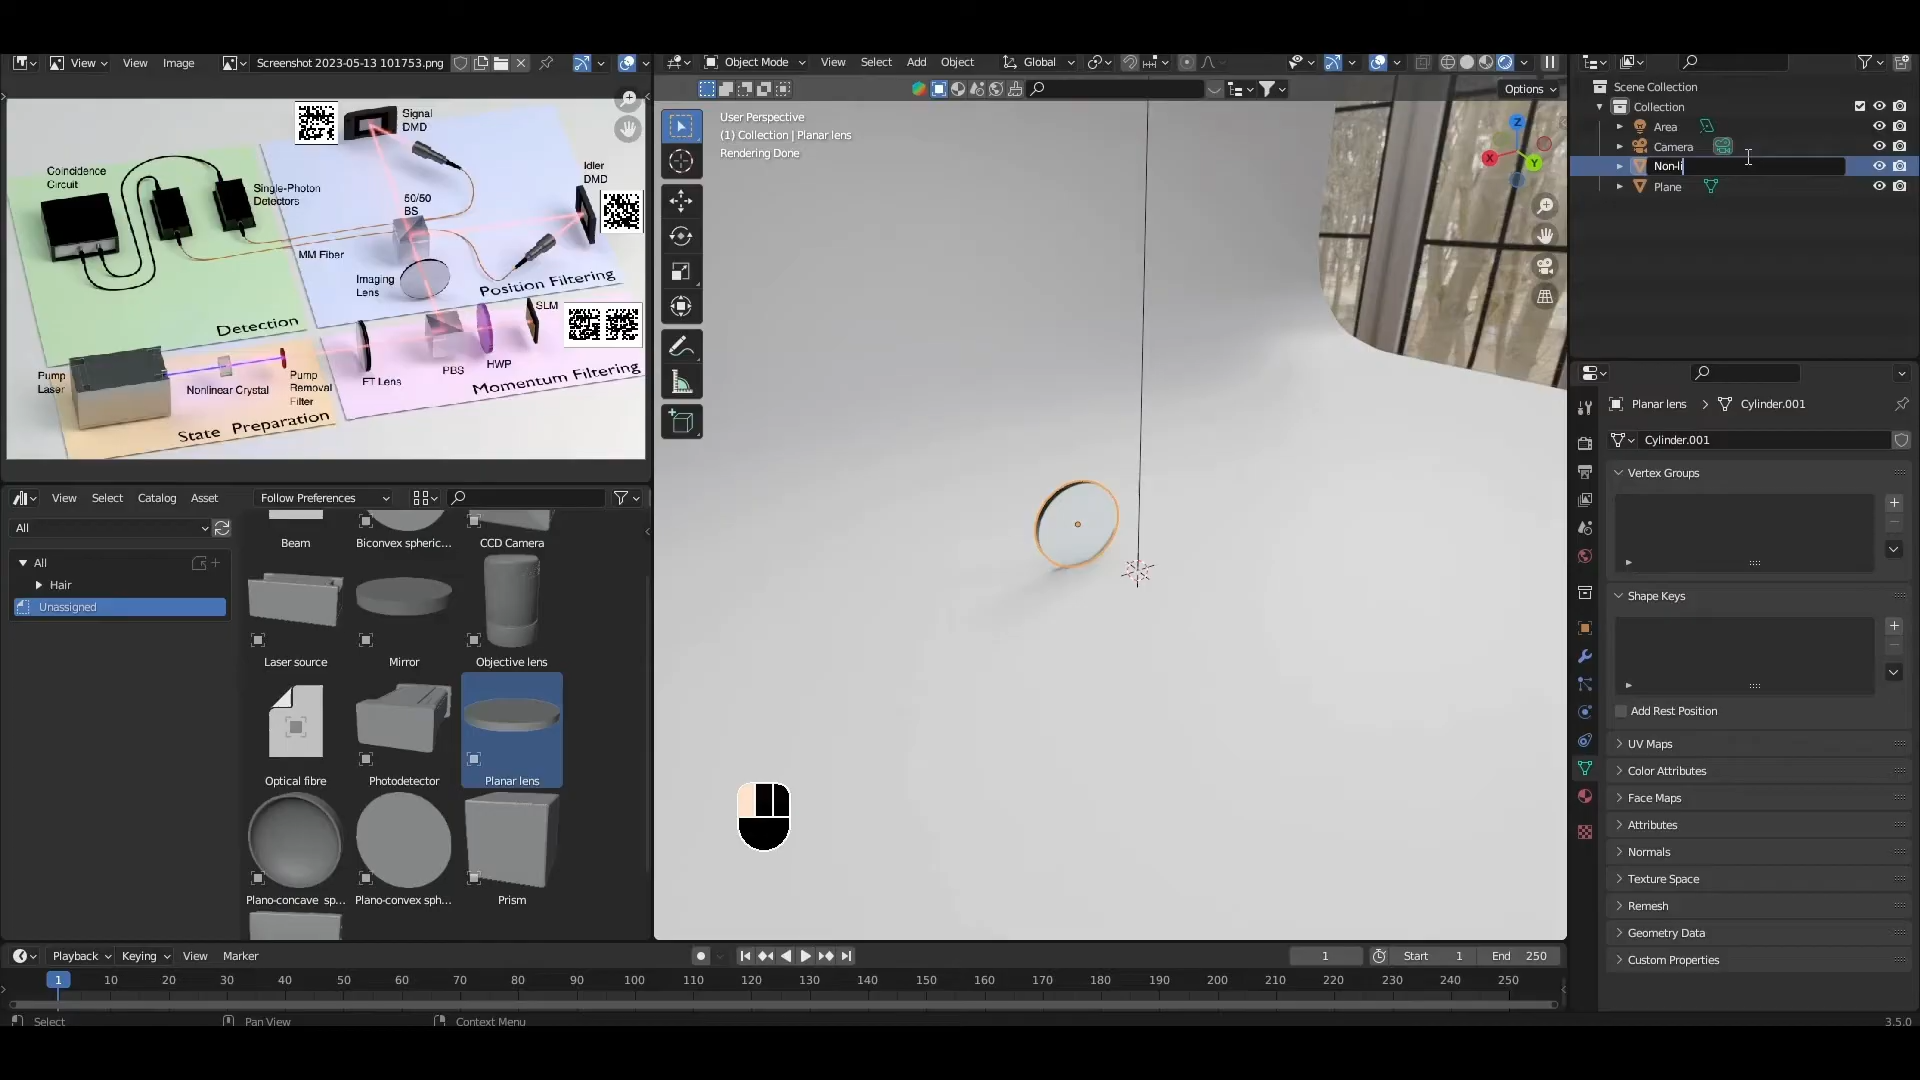 View View Image Screenshot 2023-05-13 101753.png
Signal
DMD
Idler
DMD
Coincidence
Circuit
Single-Photon
Detectors
50/50
BS
MM Fiber
Imaging
Lens
Position Filtering
Detection
SLM
PBS
HWP
FT Lens
Momentum Filtering
Pump
Laser
Nonlinear Crystal
Pump
Removal
Filter
State Preparation
View Select Catalog Asset Follow Preferences
All
All
Hair
Unassigned
Beam Biconvex spheric... CCD Camera
Laser source Mirror Objective lens
Optical fibre Photodetector Planar lens
Plano-concave sp... Plano-convex sph... Prism
Object Mode View Select Add Object Global
Options
User Perspective
(1) Collection | Planar lens
Rendering Done
Z
X
Y
Scene Collection
Collection
Area
Camera
Non-li
Plane
Planar lens Cylinder.001
Cylinder.001
Vertex Groups
Shape Keys
Add Rest Position
UV Maps
Color Attributes
Face Maps
Attributes
Normals
Texture Space
Remesh
Geometry Data
Custom Properties
Playback Keying View Marker 1 Start 1 End 250
1 10 20 30 40 50 60 70 80 90 100 110 120 130 140 150 160 170 180 190 200 210 220 230 240 250
Select Pan View Context Menu 3.5.0